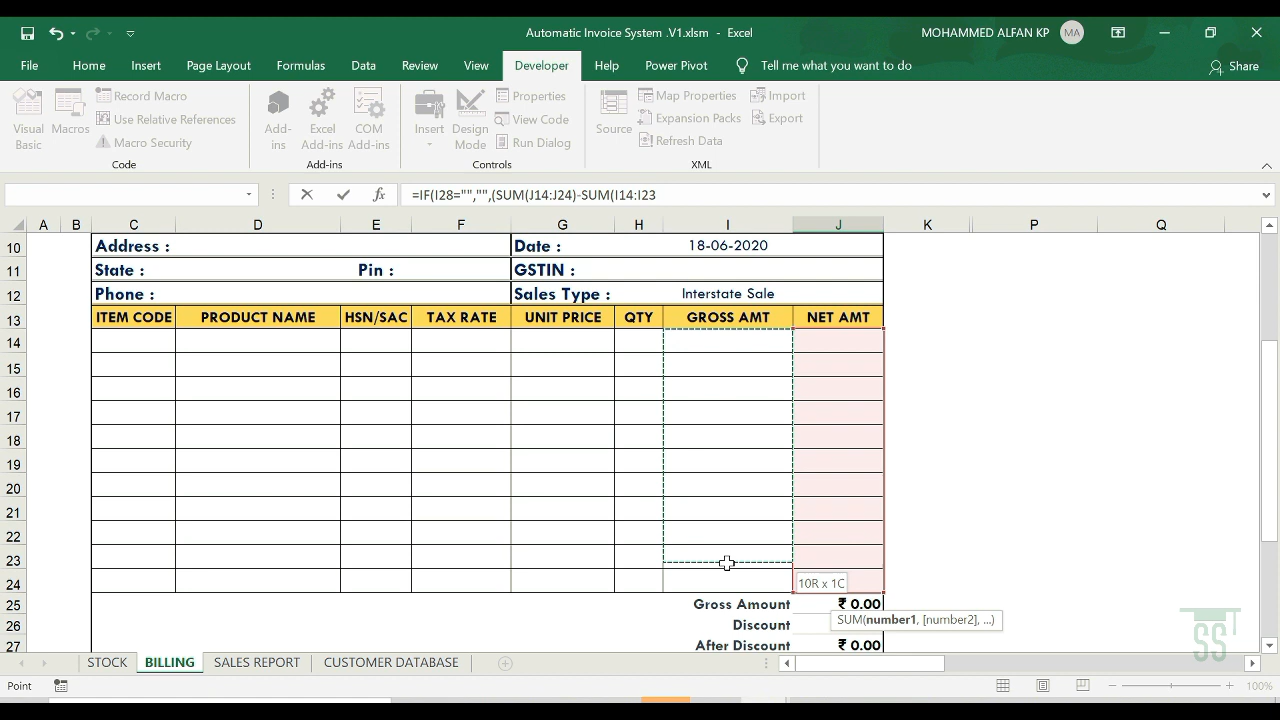 Automatic Invoice System .V1.xlsm - Excel
MOHAMMED ALFAN KP
MA
File Home Insert Page Layout Formulas Data Review View Developer Help Power Pivot Tell me what you want to do Share
Visual Basic
Macros
Record Macro
Use Relative References
Macro Security
Code
Add-ins
Excel Add-ins
COM Add-ins
Add-ins
Insert
Design Mode
Properties
View Code
Run Dialog
Controls
Source
Map Properties
Expansion Packs
Refresh Data
Import
Export
XML
fx
=IF(I28="","",(SUM(J14:J24)-SUM(I14:I23
A B C D E F G H I J K P Q
10 Address : Date : 18-06-2020
11 State : Pin : GSTIN :
12 Phone : Sales Type : Interstate Sale
13 ITEM CODE PRODUCT NAME HSN/SAC TAX RATE UNIT PRICE QTY GROSS AMT NET AMT
14
15
16
17
18
19
20
21
22
23
24 10R x 1C
25 Gross Amount ₹ 0.00
26 Discount SUM(number1, [number2], ...)
27 After Discount ₹ 0.00
SS
STOCK BILLING SALES REPORT CUSTOMER DATABASE
Point 100%